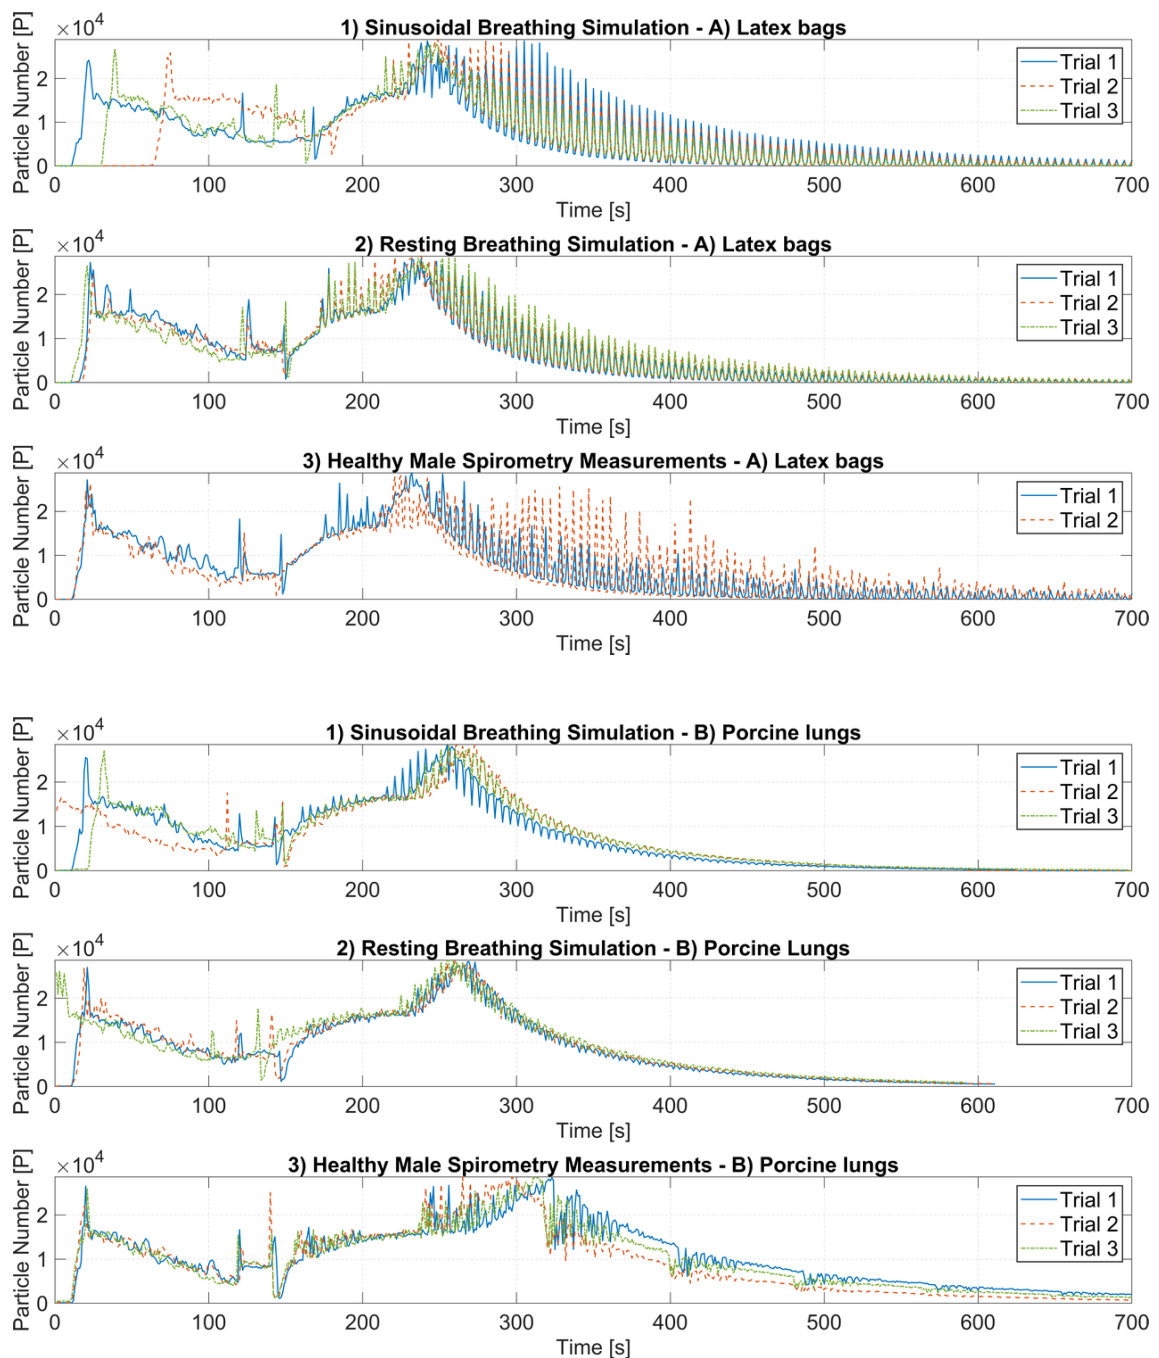 1) Sinusoidal Breathing Simulation - A) Latex bags
×10⁴
Particle Number [P]
2
1
0
Trial 1
Trial 2
Trial 3
0 100 200 300 400 500 600 700
Time [s]
2) Resting Breathing Simulation - A) Latex bags
×10⁴
Particle Number [P]
2
1
0
Trial 1
Trial 2
Trial 3
0 100 200 300 400 500 600 700
Time [s]
3) Healthy Male Spirometry Measurements - A) Latex bags
×10⁴
Particle Number [P]
2
1
0
Trial 1
Trial 2
0 100 200 300 400 500 600 700
Time [s]
1) Sinusoidal Breathing Simulation - B) Porcine lungs
×10⁴
Particle Number [P]
2
1
0
Trial 1
Trial 2
Trial 3
0 100 200 300 400 500 600 700
Time [s]
2) Resting Breathing Simulation - B) Porcine Lungs
×10⁴
Particle Number [P]
2
1
0
Trial 1
Trial 2
Trial 3
0 100 200 300 400 500 600 700
Time [s]
3) Healthy Male Spirometry Measurements - B) Porcine lungs
×10⁴
Particle Number [P]
2
1
0
Trial 1
Trial 2
Trial 3
0 100 200 300 400 500 600 700
Time [s]